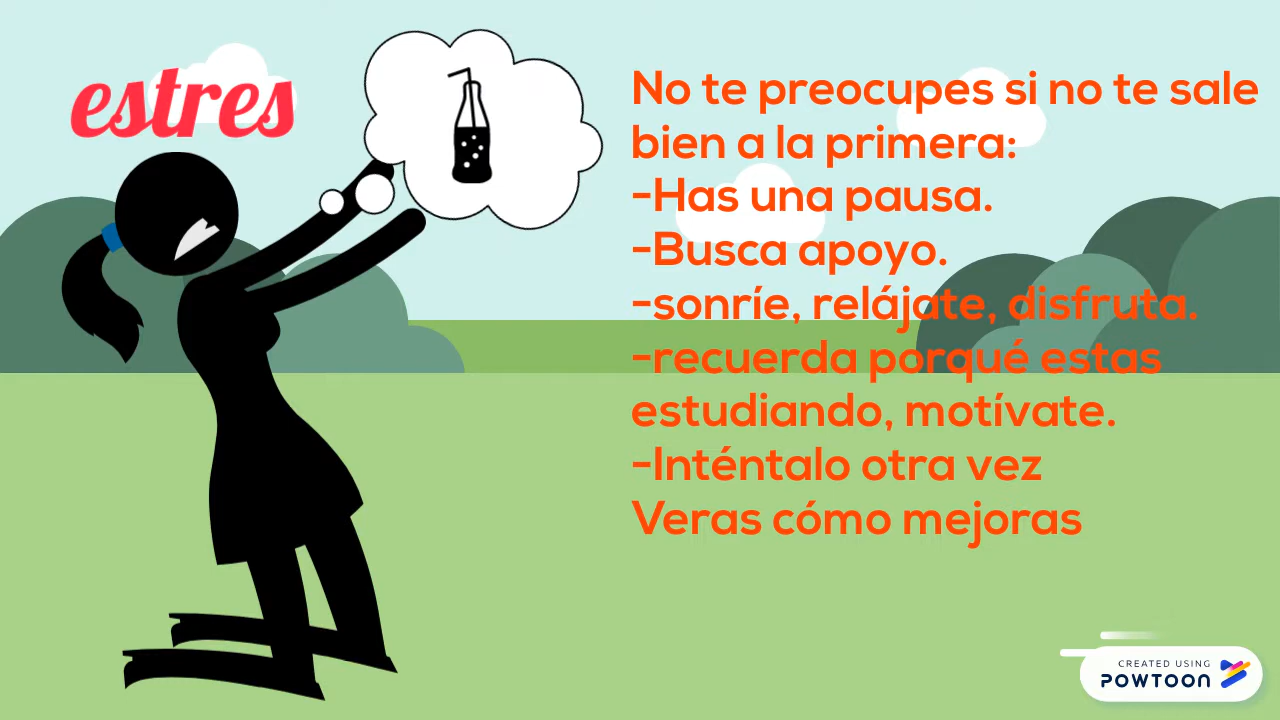 estres
No te preocupes si no te sale
bien a la primera:
-Has una pausa.
-Busca apoyo.
-sonríe, relájate, disfruta.
-recuerda porqué estas
estudiando, motívate.
-Inténtalo otra vez
Veras cómo mejoras
CREATED USING
POWTOON